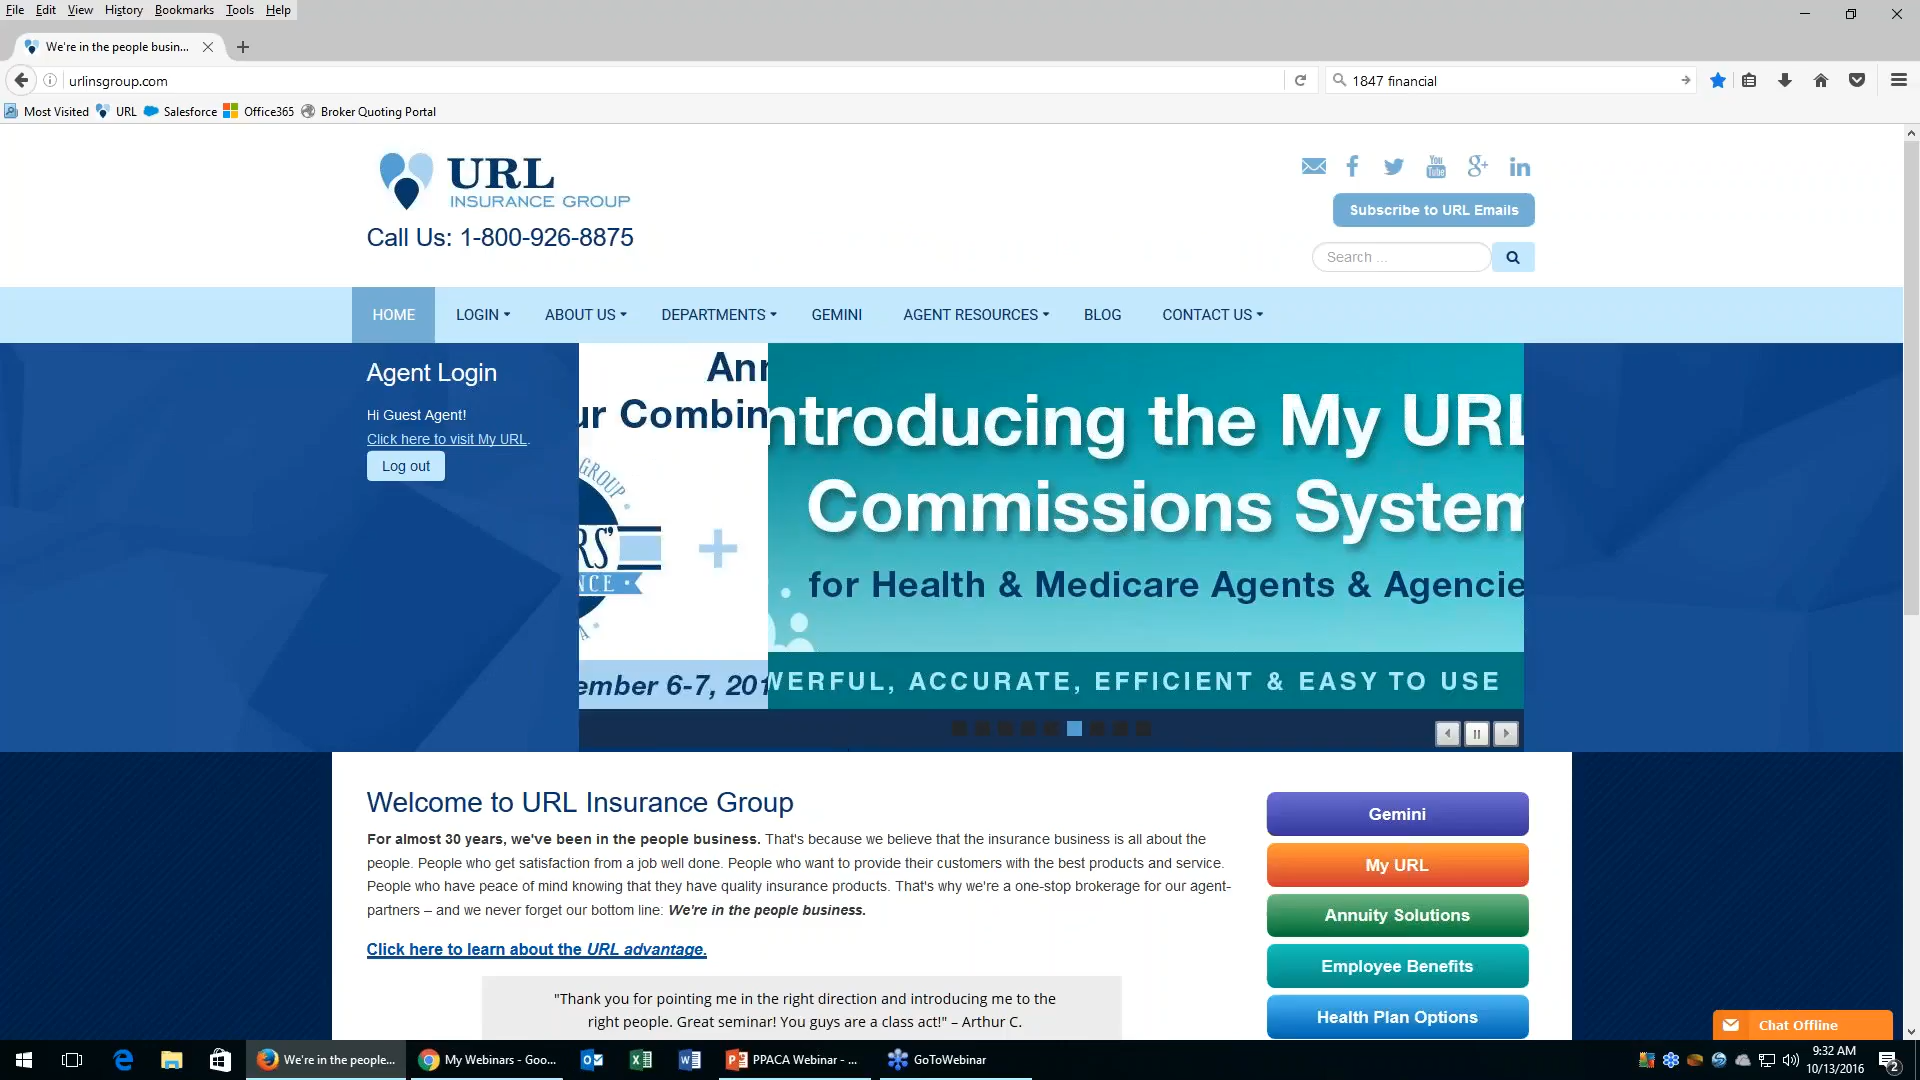 File Edit View History Bookmarks Tools Help
We're in the people busin...
urlinsgroup.com
1847 financial
Most Visited URL Salesforce Office365 Broker Quoting Portal
URL
INSURANCE GROUP
Call Us: 1-800-926-8875
You Tube
Subscribe to URL Emails
Search ...
HOME LOGIN ABOUT US DEPARTMENTS GEMINI AGENT RESOURCES BLOG CONTACT US
Agent Login
Hi Guest Agent!
Click here to visit My URL.
Log out
Ann
ur Combin
GROUP
RS'
NCE
A
ember 6-7, 201
ntroducing the My URL
Commissions System
for Health & Medicare Agents & Agencie
WERFUL, ACCURATE, EFFICIENT & EASY TO USE
Welcome to URL Insurance Group
For almost 30 years, we've been in the people business. That's because we believe that the insurance business is all about the
people. People who get satisfaction from a job well done. People who want to provide their customers with the best products and service.
People who have peace of mind knowing that they have quality insurance products. That's why we're a one-stop brokerage for our agent-
partners – and we never forget our bottom line: We're in the people business.
Click here to learn about the URL advantage.
"Thank you for pointing me in the right direction and introducing me to the
right people. Great seminar! You guys are a class act!" – Arthur C.
Gemini
My URL
Annuity Solutions
Employee Benefits
Health Plan Options
Chat Offline
We're in the people... My Webinars - Goo... PPACA Webinar - ... GoToWebinar
9:32 AM
10/13/2016
2